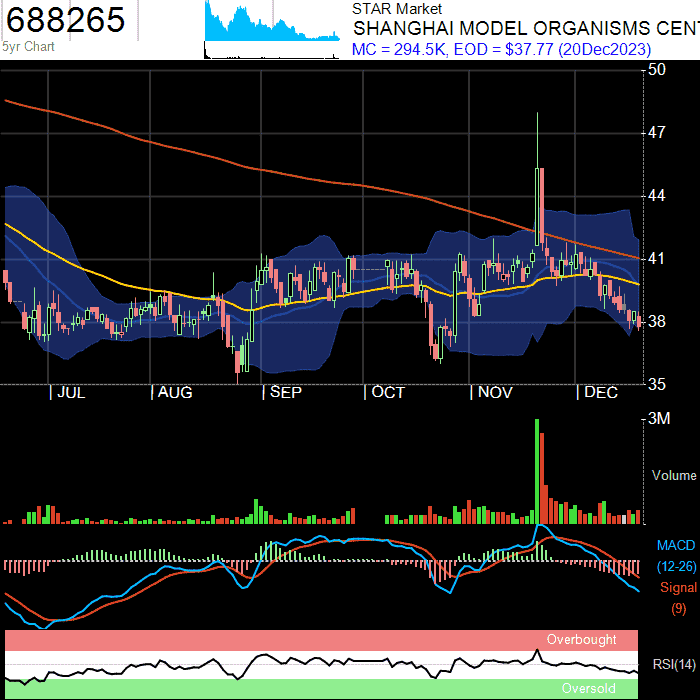 688265
5yr Chart
STAR Market
SHANGHAI MODEL ORGANISMS CENT
MC = 294.5K, EOD = $37.77 (20Dec2023)
50
47
44
41
38
35
JUL
AUG
SEP
OCT
NOV
DEC
3M
Volume
MACD
(12-26)
Signal
(9)
Overbought
RSI(14)
Oversold